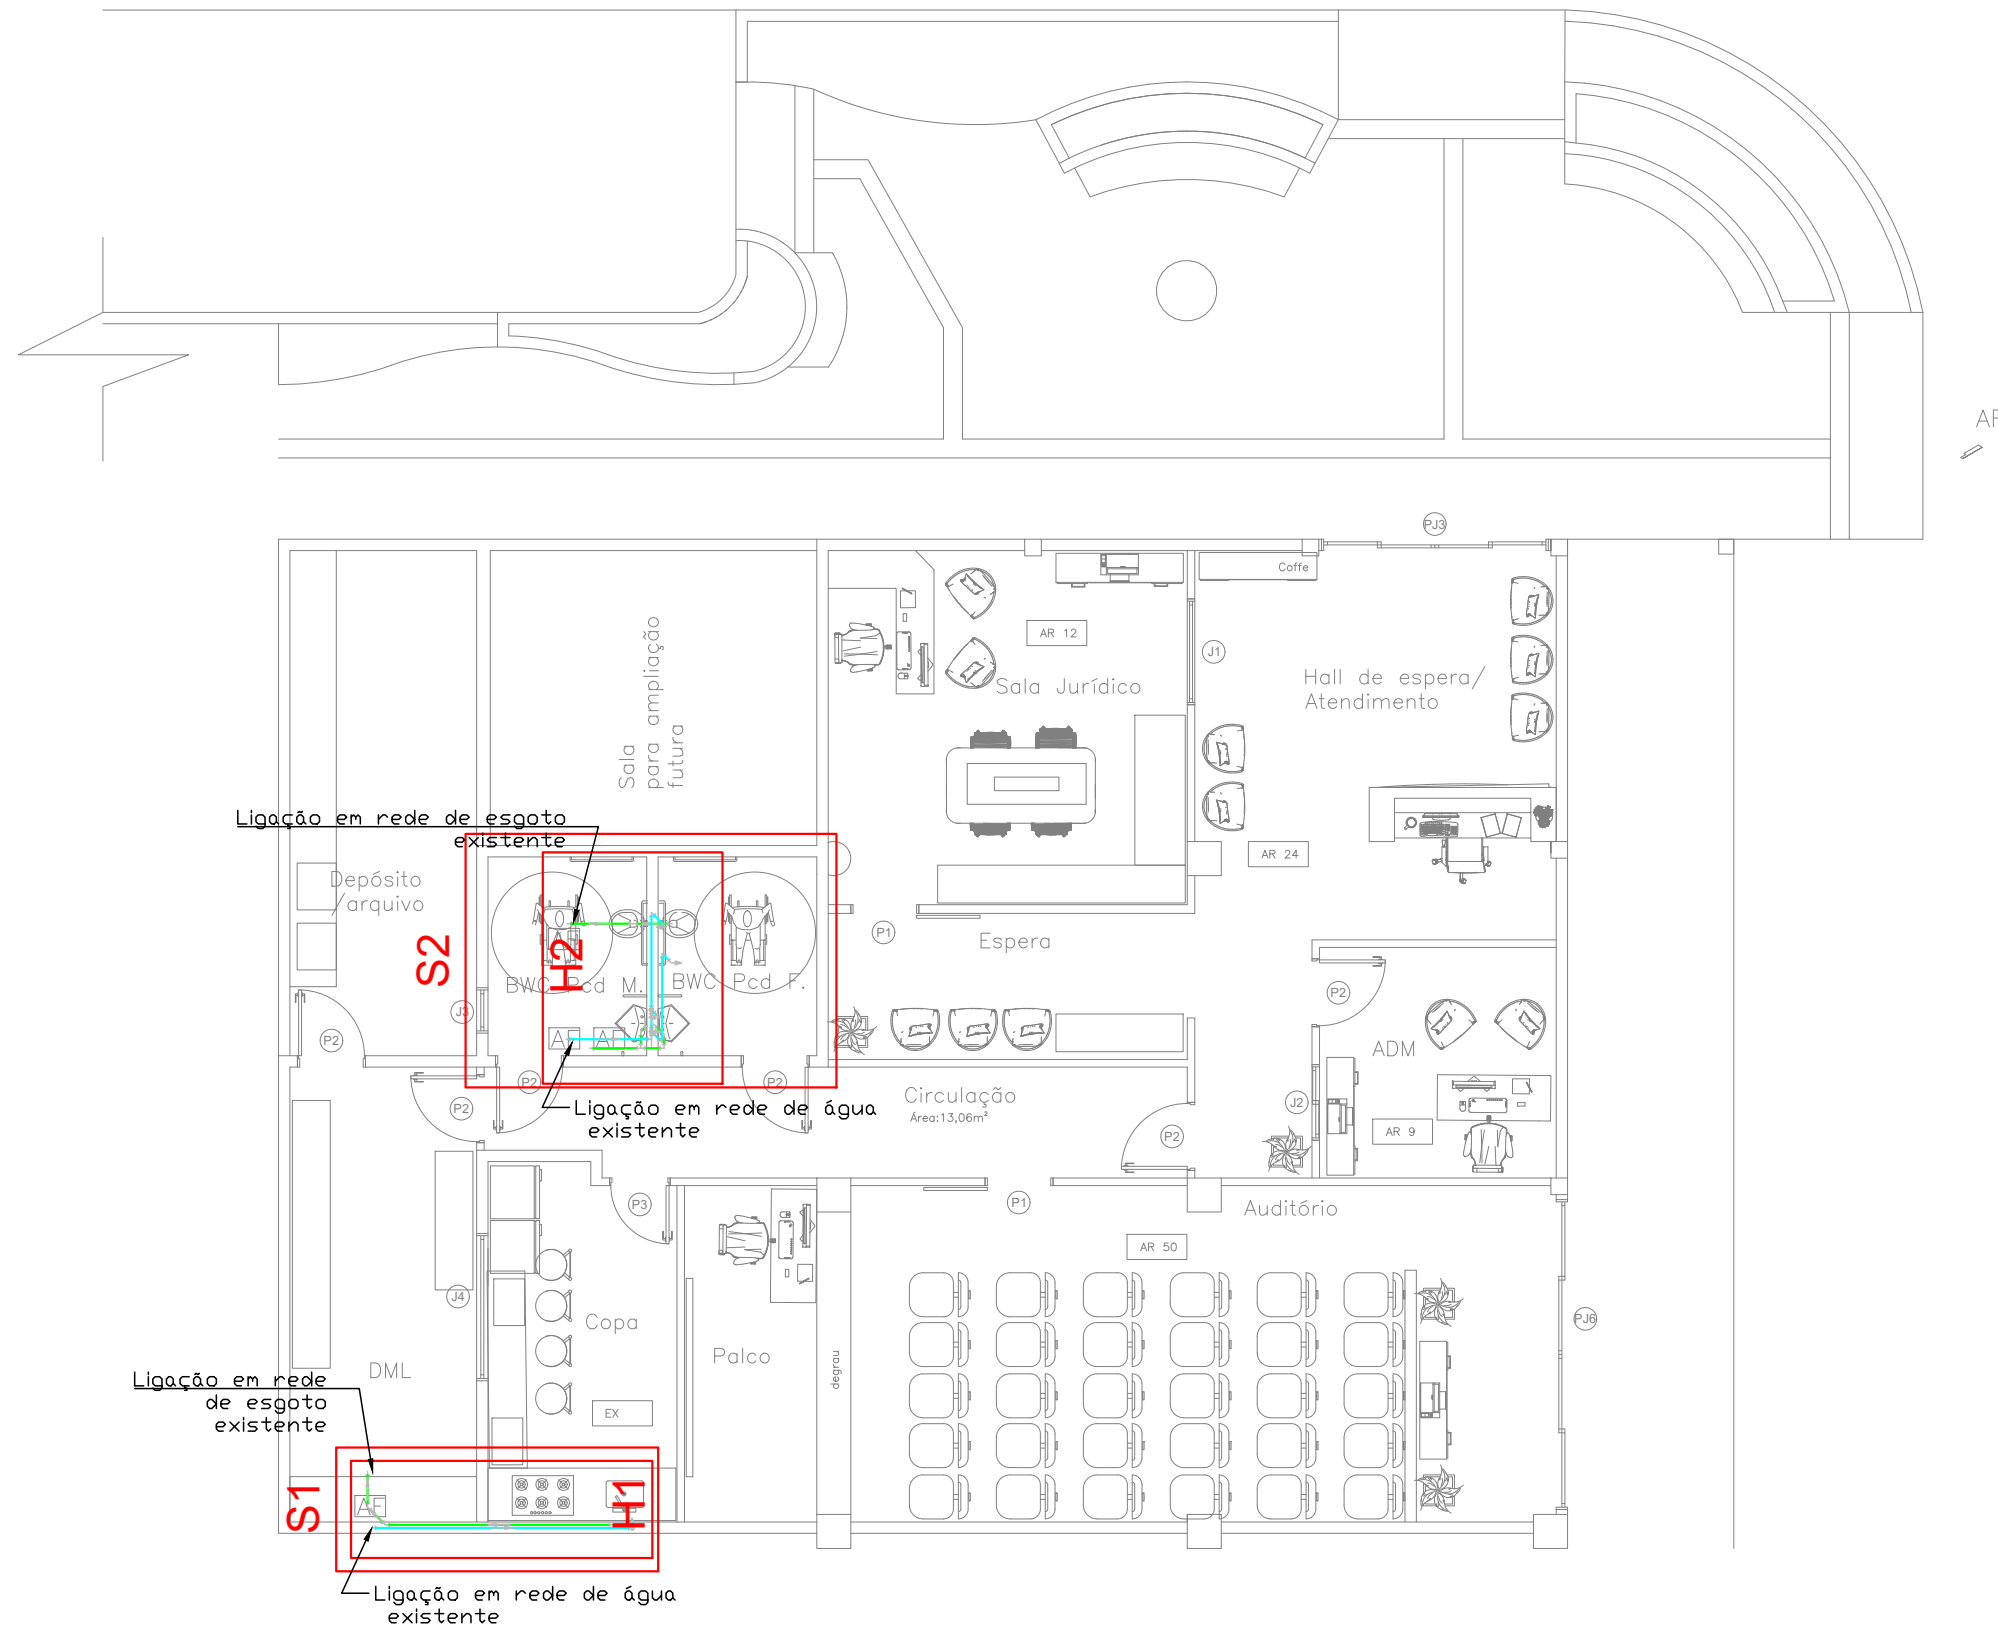 PJ3
Coffe
AR 12
J1
Sala Jurídico
Hall de espera/
Atendimento
Sala
para ampliação
futura
Ligação em rede de esgoto
existente
AR 24
Depósito
/arquivo
S2
H2
P1
Espera
BWC Pcd M.
BWC Pcd F.
P2
J3
P2
AF
ADM
P2
P2
P2
Ligação em rede de água
existente
Circulação
Área:13,06m²
J2
P2
AR 9
P3
P1
Auditório
AR 50
J4
Copa
PJ6
Palco
degrau
DML
Ligação em rede
de esgoto
existente
EX
S1
AF
H1
Ligação em rede de água
existente